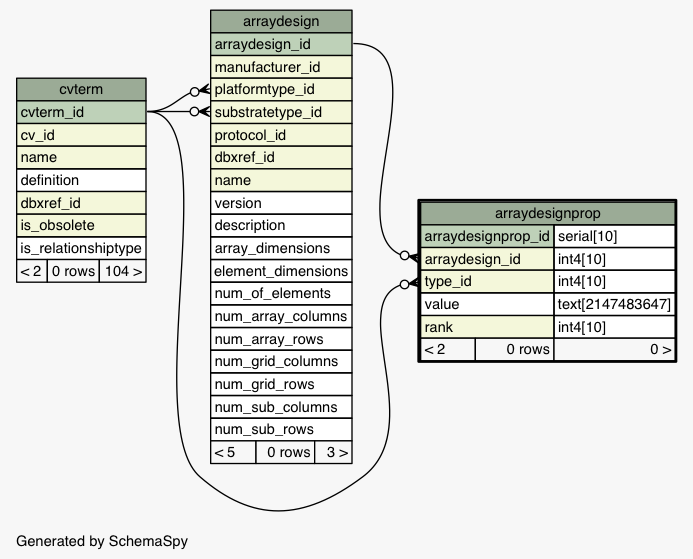 cvterm
cvterm_id
cv_id
name
definition
dbxref_id
is_obsolete
is_relationshiptype
< 2 0 rows 104 >
arraydesign
arraydesign_id
manufacturer_id
platformtype_id
substratetype_id
protocol_id
dbxref_id
name
version
description
array_dimensions
element_dimensions
num_of_elements
num_array_columns
num_array_rows
num_grid_columns
num_grid_rows
num_sub_columns
num_sub_rows
< 5 0 rows 3 >
arraydesignprop
arraydesignprop_id serial[10]
arraydesign_id int4[10]
type_id int4[10]
value text[2147483647]
rank int4[10]
< 2 0 rows 0 >
Generated by SchemaSpy